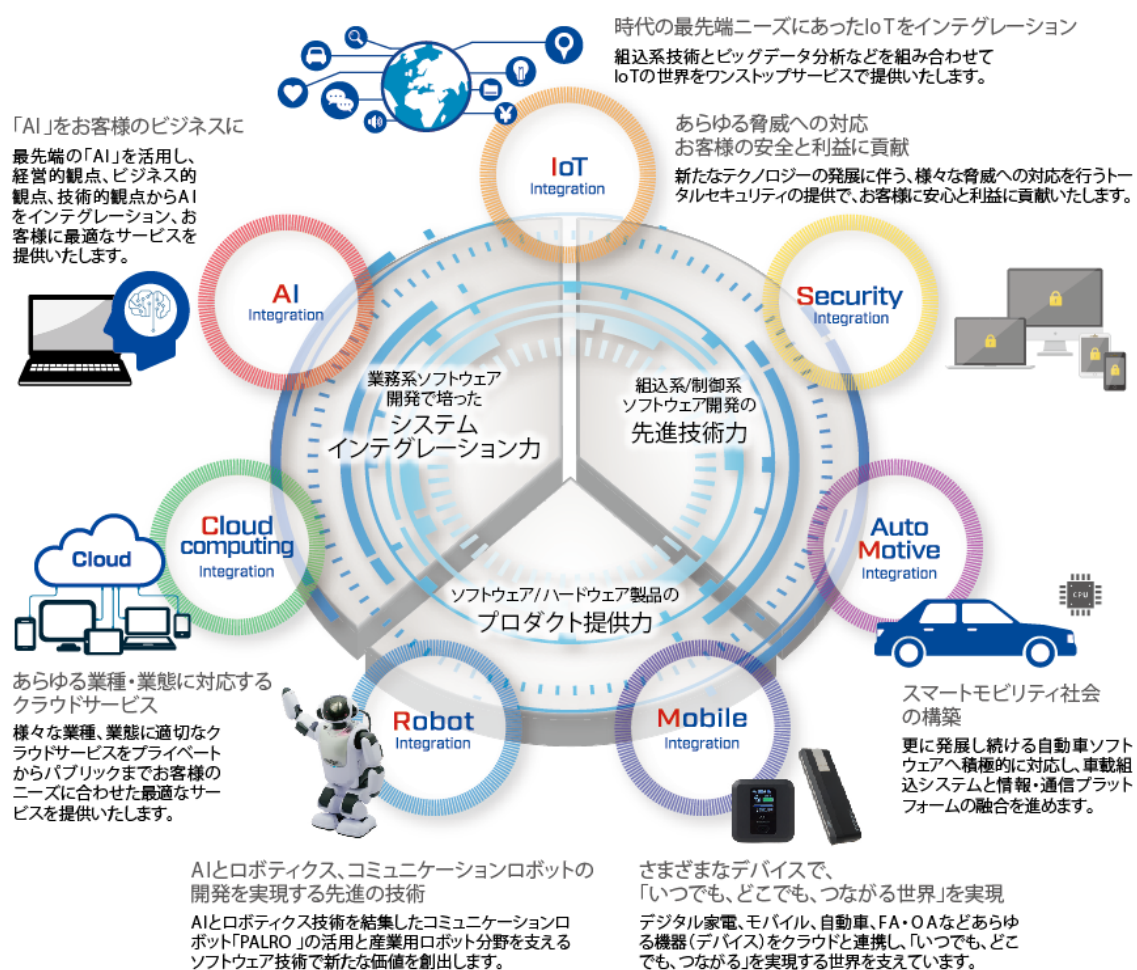 時代の最先端ニーズにあったIoTをインテグレーション
組込系技術とビッグデータ分析などを組み合わせて
IoTの世界をワンストップサービスで提供いたします。
「AI」をお客様のビジネスに
最先端の「AI」を活用し、
経営的観点、ビジネス的
観点、技術的観点からAI
をインテグレーション、お
客様に最適なサービスを
提供いたします。
あらゆる脅威への対応
お客様の安全と利益に貢献
新たなテクノロジーの発展に伴う、様々な脅威への対応を行うトー
タルセキュリティの提供で、お客様に安心と利益に貢献いたします。
IoT
Integration
AI
Integration
Security
Integration
業務系ソフトウェア
開発で培った
システム
インテグレーション力
組込系/制御系
ソフトウェア開発の
先進技術力
Cloud
computing
Integration
Cloud
Auto
Motive
Integration
CPU
ソフトウェア/ハードウェア製品の
プロダクト提供力
あらゆる業種・業態に対応する
クラウドサービス
様々な業種、業態に適切なク
ラウドサービスをプライベート
からパブリックまでお客様の
ニーズに合わせた最適なサー
ビスを提供いたします。
Robot
Integration
Mobile
Integration
スマートモビリティ社会
の構築
更に発展し続ける自動車ソフト
ウェアへ積極的に対応し、車載組
込システムと情報・通信プラット
フォームの融合を進めます。
AIとロボティクス、コミュニケーションロボットの
開発を実現する先進の技術
AIとロボティクス技術を結集したコミュニケーションロ
ボット「PALRO」の活用と産業用ロボット分野を支える
ソフトウェア技術で新たな価値を創出します。
さまざまなデバイスで、
「いつでも、どこでも、つながる世界」を実現
デジタル家電、モバイル、自動車、FA・OAなどあらゆ
る機器(デバイス)をクラウドと連携し、「いつでも、どこ
でも、つながる」を実現する世界を支えています。